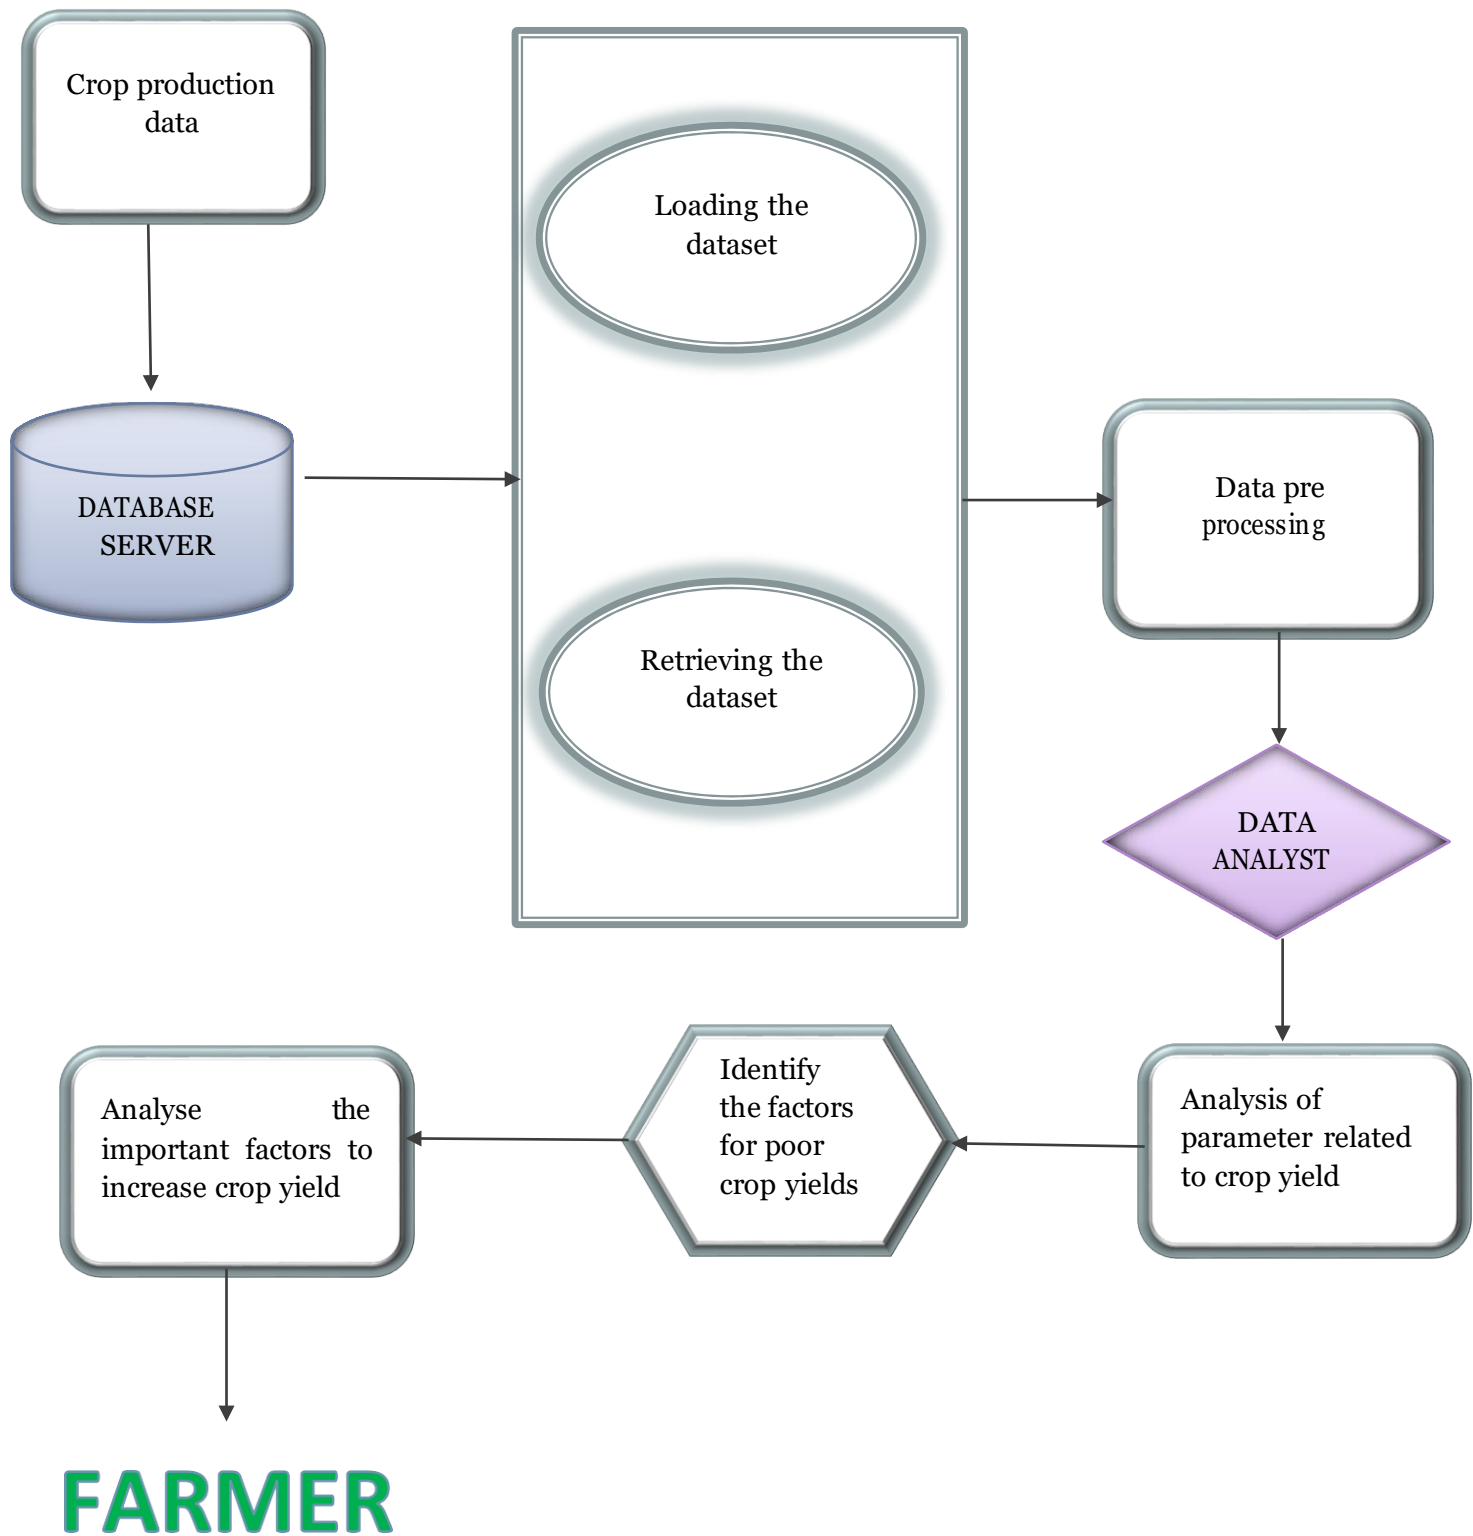 Crop production
data
Loading the
dataset
DATABASE
SERVER
Retrieving the
dataset
Data pre
processing
DATA
ANALYST
Analysis of
parameter related
to crop yield
Identify
the factors
for poor
crop yields
Analyse the
important factors to
increase crop yield
FARMER